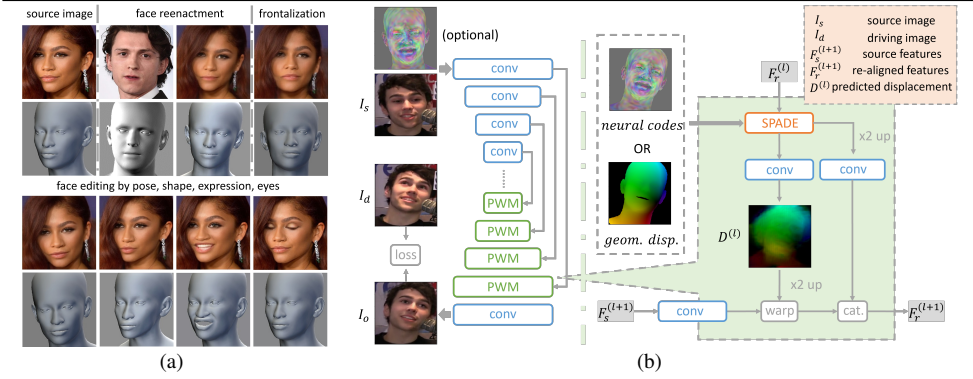 source image
face reenactment
frontalization
face editing by pose, shape, expression, eyes
(a)
(optional)
I_s
I_d
loss
I_o
conv
conv
conv
conv
PWM
PWM
PWM
PWM
conv
neural codes
OR
geom. disp.
F_r^{(l)}
SPADE
x2 up
conv
conv
D^{(l)}
x2 up
F_s^{(l+1)}
conv
warp
cat.
F_r^{(l+1)}
I_s source image
I_d driving image
F_s^{(l+1)} source features
F_r^{(l+1)} re-aligned features
D^{(l)} predicted displacement
(b)